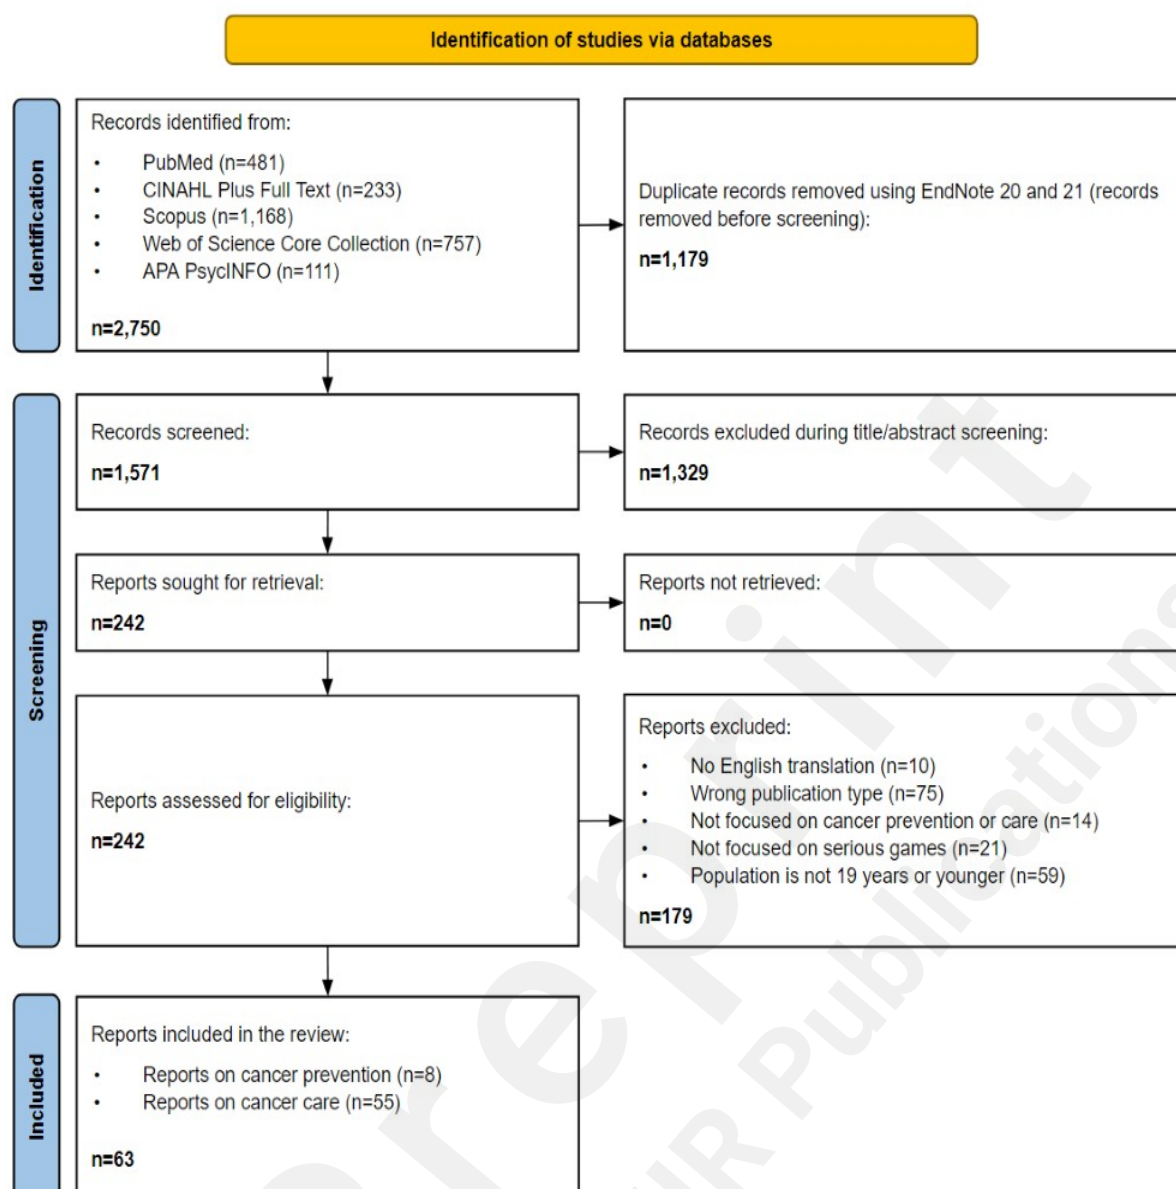 Identification of studies via databases
Identification
Records identified from:
• PubMed (n=481)
• CINAHL Plus Full Text (n=233)
• Scopus (n=1,168)
• Web of Science Core Collection (n=757)
• APA PsycINFO (n=111)
n=2,750
Duplicate records removed using EndNote 20 and 21 (records
removed before screening):
n=1,179
Screening
Records screened:
n=1,571
Records excluded during title/abstract screening:
n=1,329
Reports sought for retrieval:
n=242
Reports not retrieved:
n=0
Reports assessed for eligibility:
n=242
Reports excluded:
• No English translation (n=10)
• Wrong publication type (n=75)
• Not focused on cancer prevention or care (n=14)
• Not focused on serious games (n=21)
• Population is not 19 years or younger (n=59)
n=179
Included
Reports included in the review:
• Reports on cancer prevention (n=8)
• Reports on cancer care (n=55)
n=63
Preprint
Publications